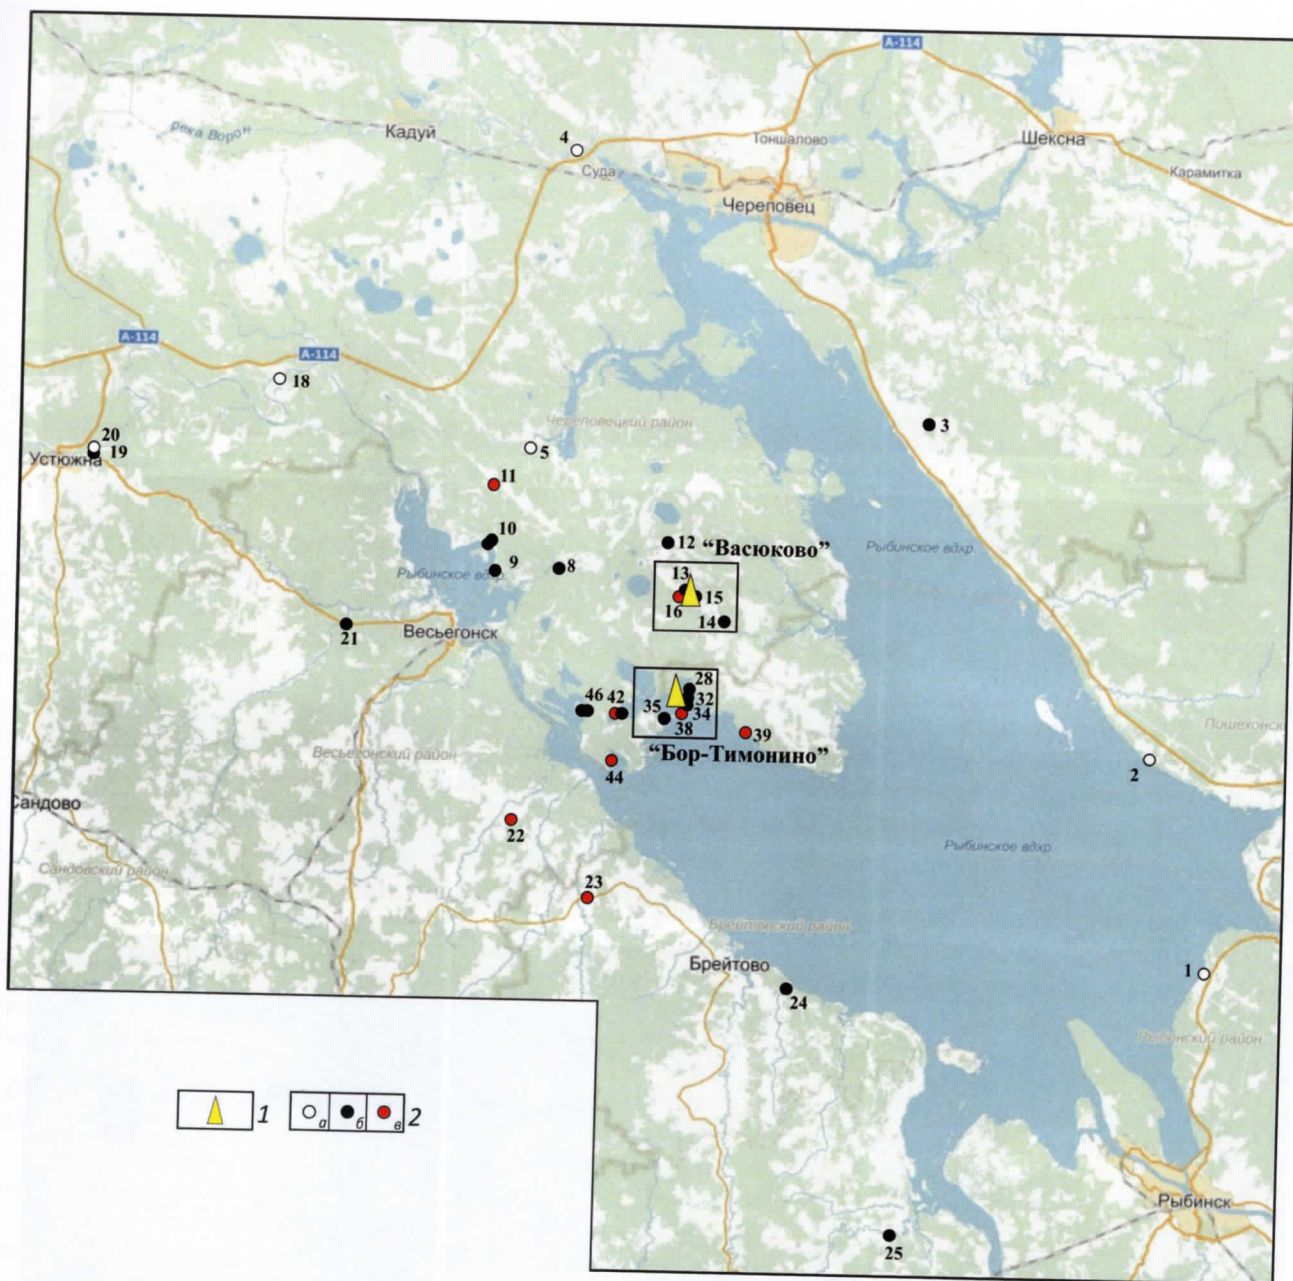 А-114
река Ворон
Кадуй
4
Суда
Тоншалово
Шексна
Карамитка
Череповец
А-114
А-114
18
3
20
19
Устюжна
Череповецкий район
5
11
10
12
“Васюково”
Рыбинское вдхр.
9
8
Рыбинское вдхр.
13
15
16
14
21
Весьегонск
28
46
42
32
35
34
38
39
“Бор-Тимонино”
Пошехонск
Весьегонский район
44
2
Сандово
22
Рыбинское вдхр.
Сандовский район
23
Брейтовский район
Брейтово
1
24
Рыбинский район
1
а
б
в
2
Рыбинск
25